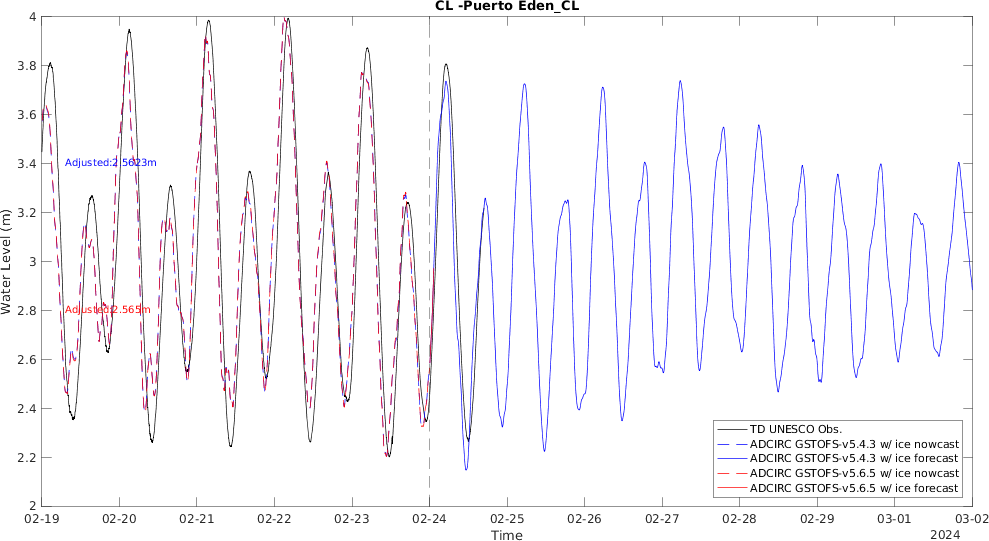 CL -Puerto Eden_CL
Water Level (m)
4
3.8
3.6
3.4
3.2
3
2.8
2.6
2.4
2.2
2
Adjusted:2.5623m
Adjusted:2.565m
TD UNESCO Obs.
ADCIRC GSTOFS-v5.4.3 w/ ice nowcast
ADCIRC GSTOFS-v5.4.3 w/ ice forecast
ADCIRC GSTOFS-v5.6.5 w/ ice nowcast
ADCIRC GSTOFS-v5.6.5 w/ ice forecast
02-19 02-20 02-21 02-22 02-23 02-24 02-25 02-26 02-27 02-28 02-29 03-01 03-02
Time
2024